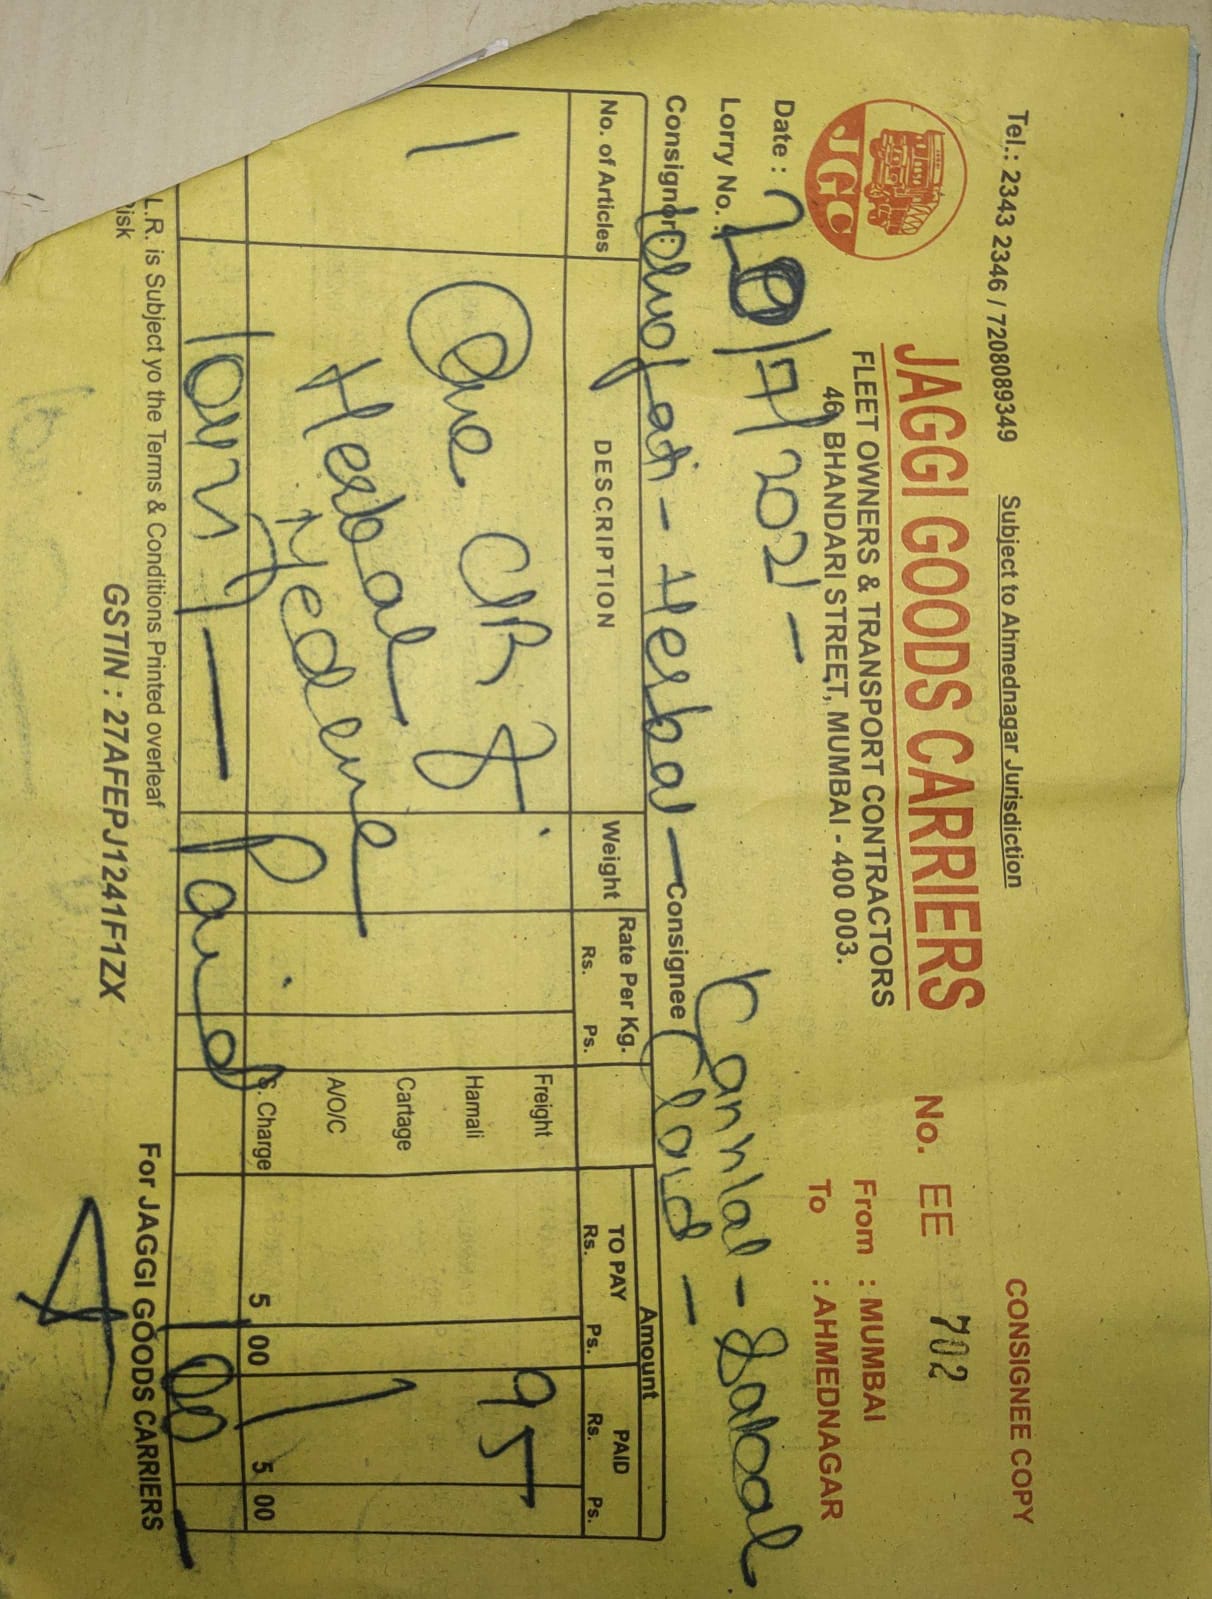 Tel.: 2343 2346 / 7208089349 Subject to Ahmednagar Jurisdiction CONSIGNEE COPY
JGC
JAGGI GOODS CARRIERS
FLEET OWNERS & TRANSPORT CONTRACTORS
46, BHANDARI STREET, MUMBAI - 400 003.
No. EE 702
From : MUMBAI
To : AHMEDNAGAR
Date : 20/7/2021 -
Lorry No.
Consignor: Herbal - Consignee
No. of Articles DESCRIPTION Weight Rate Per Kg. Amount
Rs. Ps. TO PAY PAID
Rs. Ps. Rs. Ps.
1 One Freight 95
Herbal Hamali
Cartage
A/O/C
S. Charge 5 00 5 00
Paid 100
L.R. is Subject yo the Terms & Conditions Printed overleaf
isk
For JAGGI GOODS CARRIERS
GSTIN : 27AFEPJ1241F1ZX